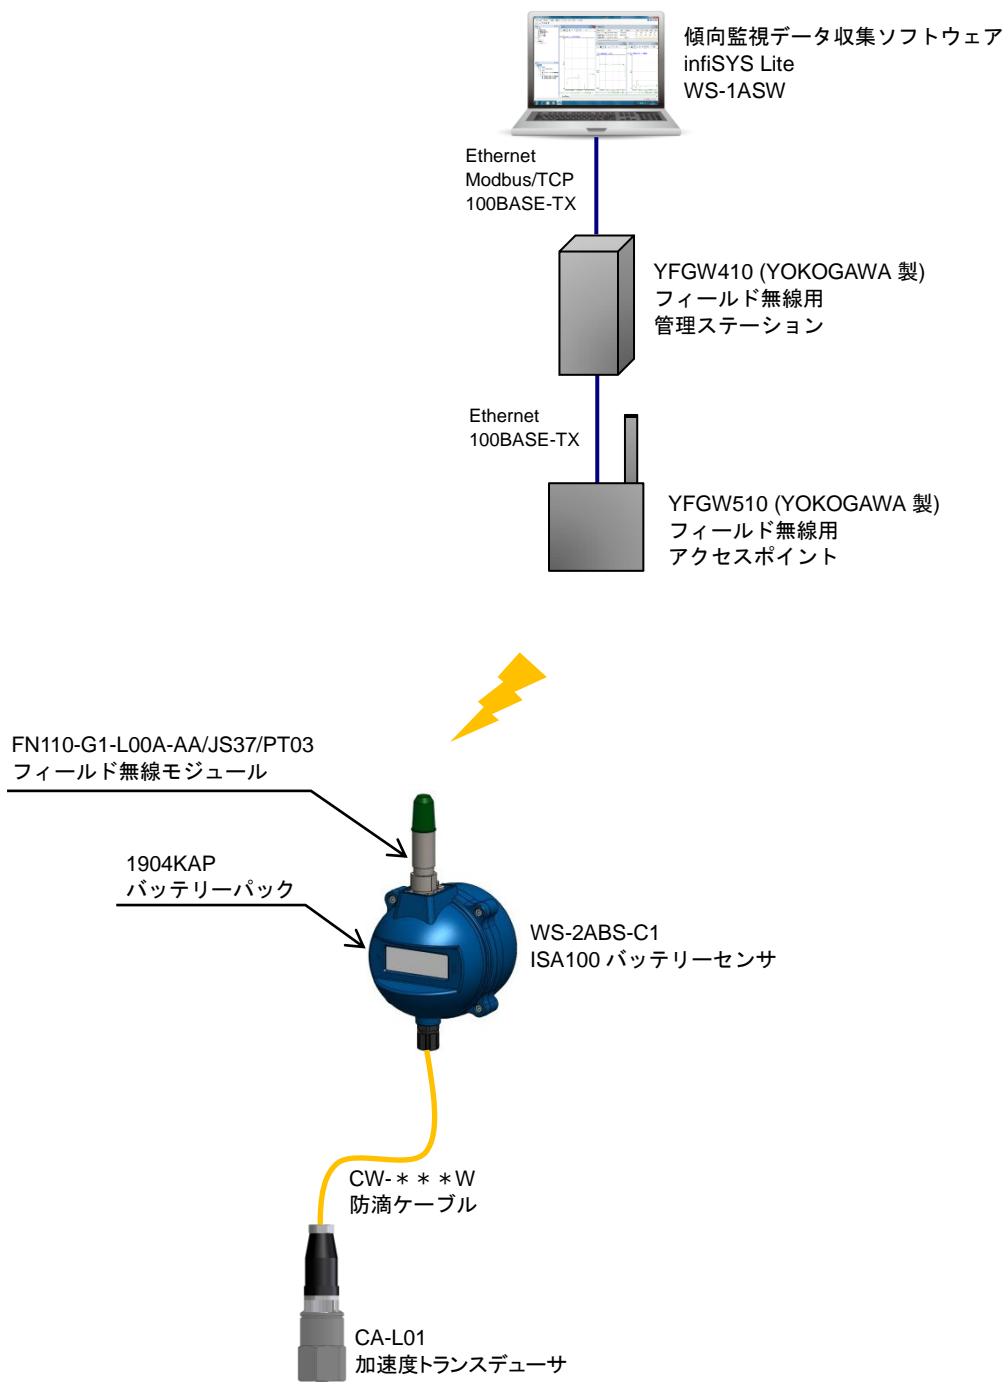 傾向監視データ収集ソフトウェア
infiSYS Lite
WS-1ASW
Ethernet
Modbus/TCP
100BASE-TX
YFGW410 (YOKOGAWA 製)
フィールド無線用
管理ステーション
Ethernet
100BASE-TX
YFGW510 (YOKOGAWA 製)
フィールド無線用
アクセスポイント
FN110-G1-L00A-AA/JS37/PT03
フィールド無線モジュール
1904KAP
バッテリーパック
WS-2ABS-C1
ISA100 バッテリーセンサ
CW-＊＊＊W
防滴ケーブル
CA-L01
加速度トランスデューサ